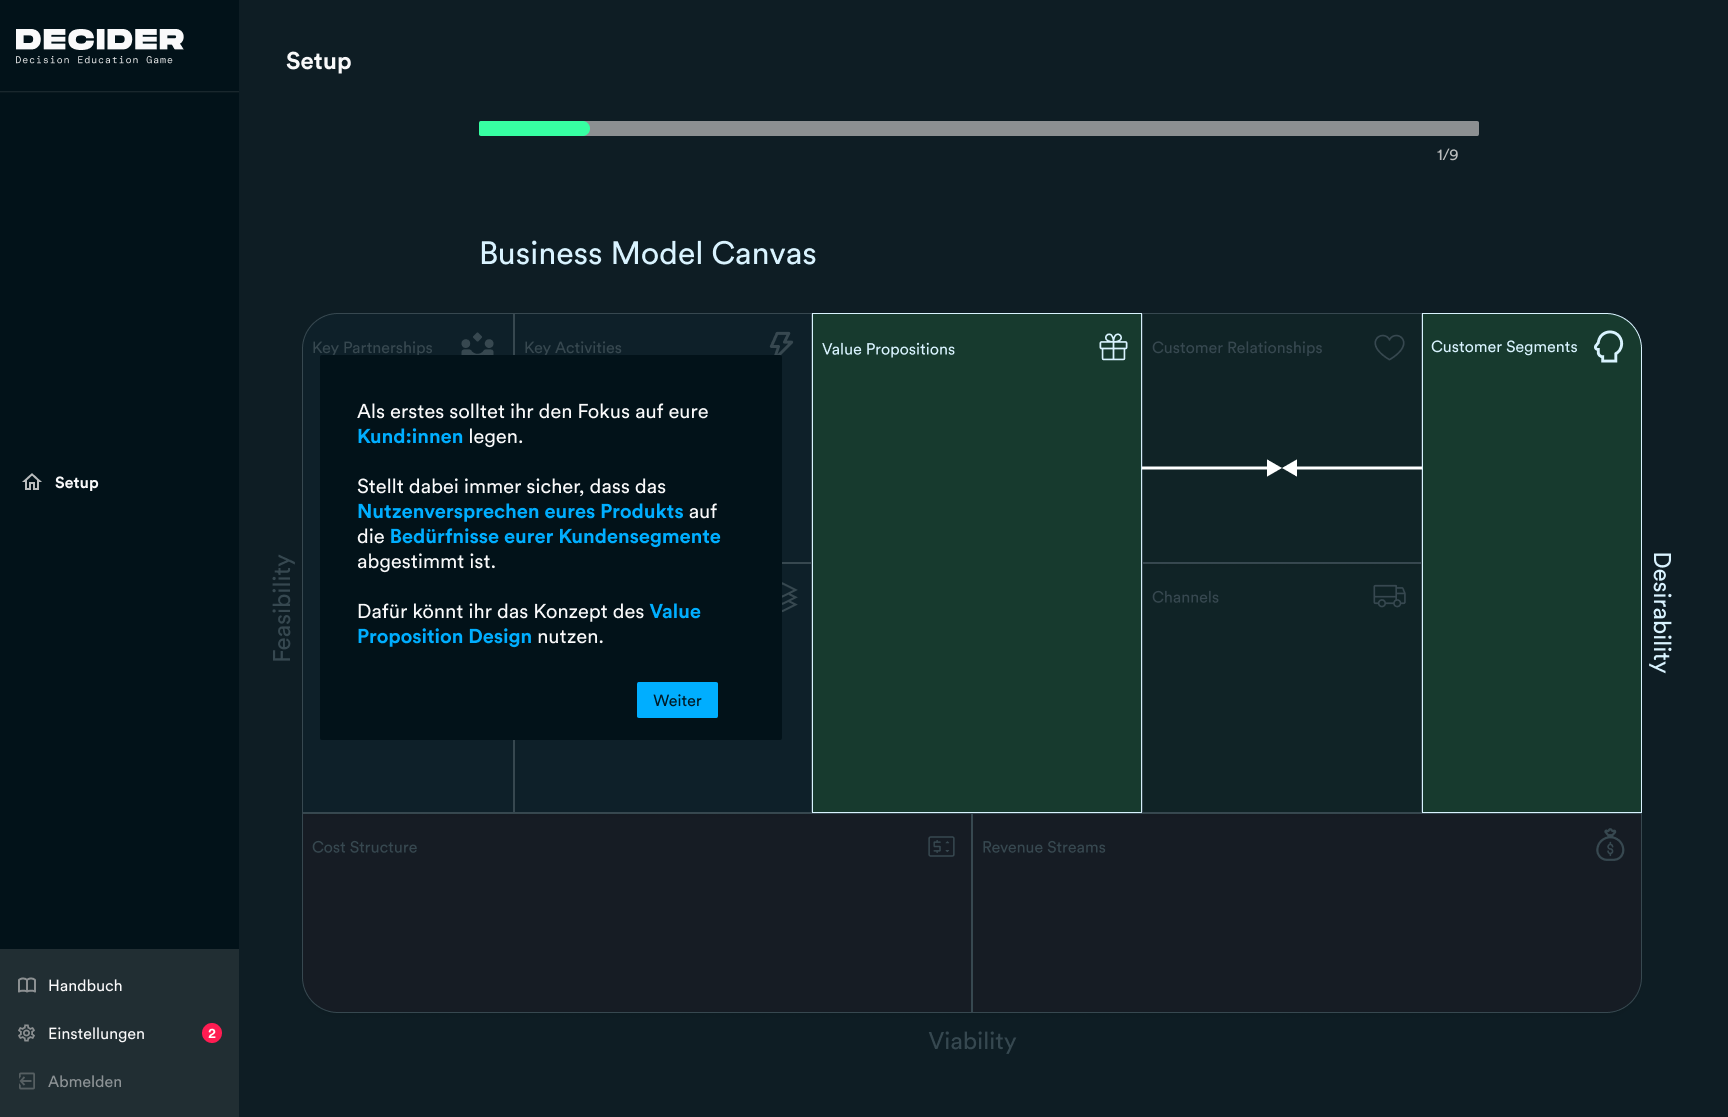 DECIDER
Decision Education Game
Setup
Setup
1/9
Business Model Canvas
Key Partnerships
Key Activities
Value Propositions
Customer Relationships
Customer Segments
Als erstes solltet ihr den Fokus auf eure
Kund:innen legen.
Stellt dabei immer sicher, dass das
Nutzenversprechen eures Produkts auf
die Bedürfnisse eurer Kundensegmente
abgestimmt ist.
Dafür könnt ihr das Konzept des Value
Proposition Design nutzen.
Weiter
Channels
Feasibility
Desirability
Cost Structure
Revenue Streams
Viability
Handbuch
Einstellungen
2
Abmelden